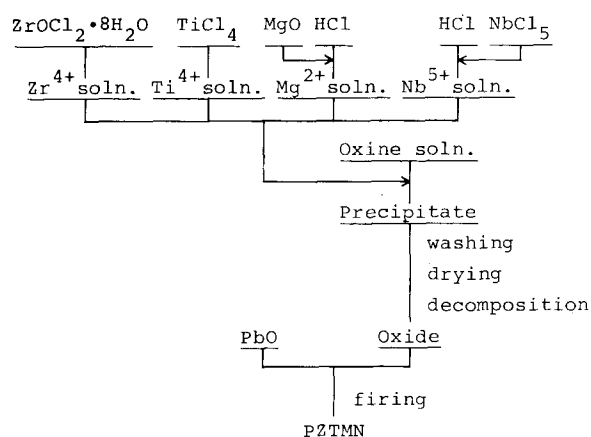 ZrOCl₂•8H₂O TiCl₄ MgO HCl HCl NbCl₅
Zr⁴⁺soln. Ti⁴⁺soln. Mg²⁺soln. Nb⁵⁺soln.
Oxine soln.
Precipitate
washing
drying
decomposition
PbO Oxide
firing
PZTMN